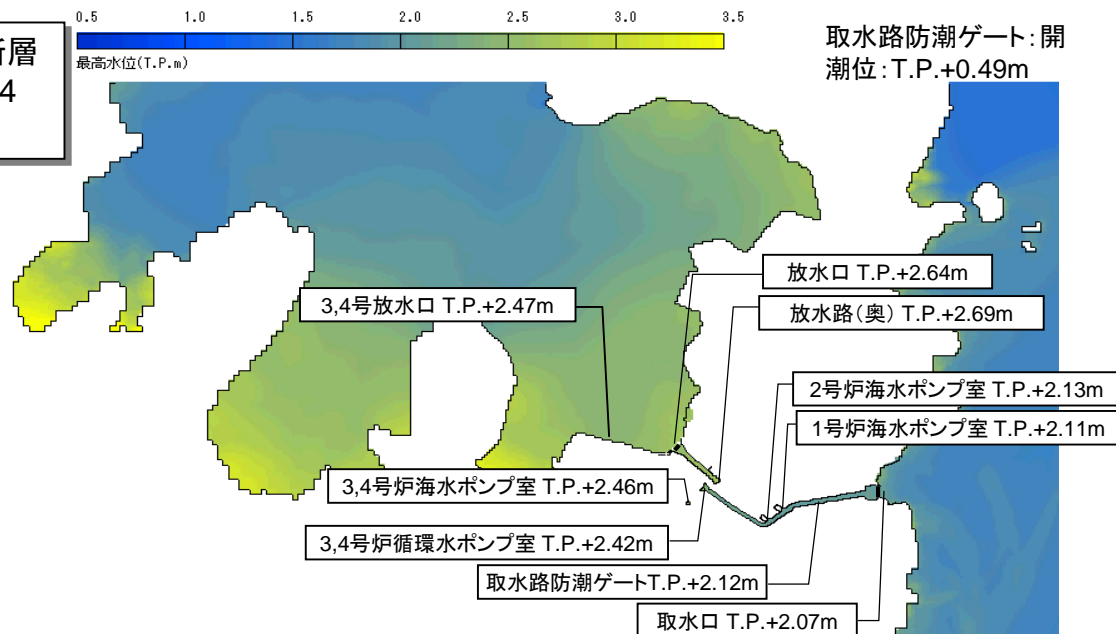 0.5 1.0 1.5 2.0 2.5 3.0 3.5
最高水位(T.P.m)
断層
4
取水路防潮ゲート：開
潮位：T.P.+0.49m
放水口 T.P.+2.64m
3,4号放水口 T.P.+2.47m
放水路（奥） T.P.+2.69m
2号炉海水ポンプ室 T.P.+2.13m
1号炉海水ポンプ室 T.P.+2.11m
3,4号炉海水ポンプ室 T.P.+2.46m
3,4号炉循環水ポンプ室 T.P.+2.42m
取水路防潮ゲートT.P.+2.12m
取水口 T.P.+2.07m